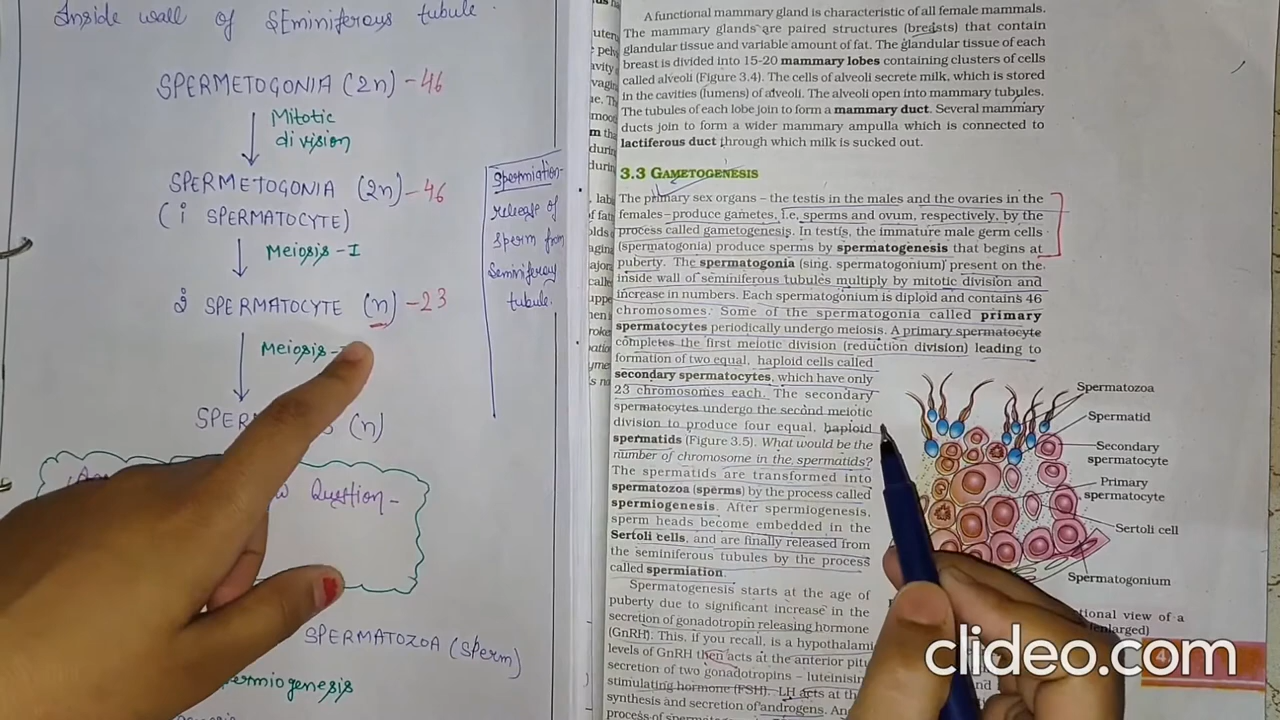 Inside wall of SEminiferous tubule.
SPERMETOGONIA (2n) - 46
Mitotic
division
SPERMETOGONIA (2n) - 46
(i SPERMATOCYTE)
Meiosis - I
SPERMATOCYTE (n) - 23
Meiosis -
(n)
Question -
SPERMATOZOA (Sperm)
Spermiation-
release of
sperm from
Seminiferous
tubule.
A functional mammary gland is characteristic of all female mammals.
The mammary glands are paired structures (breasts) that contain
glandular tissue and variable amount of fat. The glandular tissue of each
breast is divided into 15-20 mammary lobes containing clusters of cells
called alveoli (Figure 3.4). The cells of alveoli secrete milk, which is stored
in the cavities (lumens) of alveoli. The alveoli open into mammary tubules.
The tubules of each lobe join to form a mammary duct. Several mammary
ducts join to form a wider mammary ampulla which is connected to
lactiferous duct through which milk is sucked out.
3.3 GAMETOGENESIS
The primary sex organs – the testis in the males and the ovaries in the
females – produce gametes, i.e, sperms and ovum, respectively, by the
process called gametogenesis. In testis, the immature male germ cells
(spermatogonia) produce sperms by spermatogenesis that begins at
puberty. The spermatogonia (sing. spermatogonium) present on the
inside wall of seminiferous tubules multiply by mitotic division and
increase in numbers. Each spermatogonium is diploid and contains 46
chromosomes. Some of the spermatogonia called primary
spermatocytes periodically undergo meiosis. A primary spermatocyte
completes the first meiotic division (reduction division) leading to
formation of two equal, haploid cells called
secondary spermatocytes, which have only
23 chromosomes each. The secondary
spermatocytes undergo the second meiotic
division to produce four equal, haploid
spermatids (Figure 3.5). What would be the
number of chromosome in the spermatids?
The spermatids are transformed into
spermatozoa (sperms) by the process called
spermiogenesis. After spermiogenesis,
sperm heads become embedded in the
Sertoli cells, and are finally released from
the seminiferous tubules by the process
called spermiation.
Spermatogenesis starts at the age of
puberty due to significant increase in the
secretion of gonadotropin releasing hormone
(GnRH). This, if you recall, is a hypothalami
levels of GnRH then acts at the anterior pitu
secretion of two gonadotropins – luteinisin
stimulating hormone (FSH). LH acts at the
synthesis and secretion of androgens. An
process of
Spermatozoa
Spermatid
Secondary
spermatocyte
Primary
spermatocyte
Sertoli cell
Spermatogonium
view of a
clideo.com